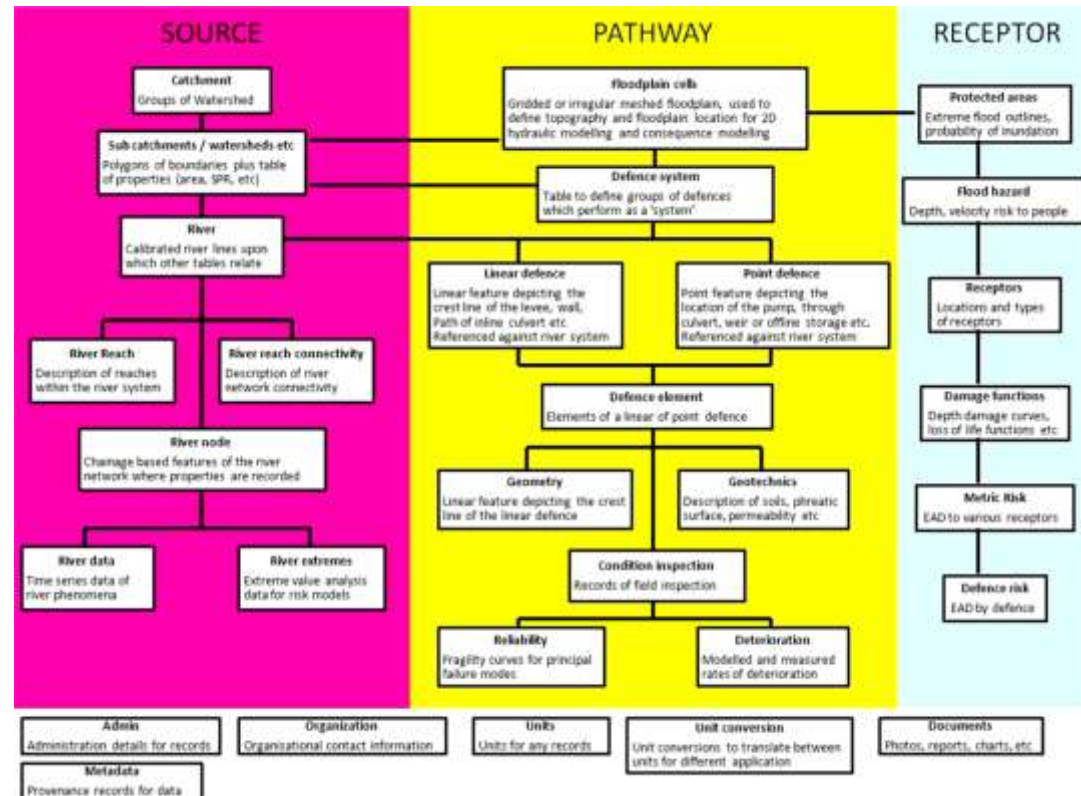 SOURCE
Catchment
Groups of Watershed
Sub catchments / watersheds etc
Polygons of boundaries plus table
of properties (area, SPR, etc)
River
Calibrated river lines upon
which other tables relate
River Reach
Description of reaches
within the river system
River reach connectivity
Description of river
network connectivity
River node
Chainage based features of the river
network where properties are recorded
River data
Time series data of
river phenomena
River extremes
Extreme value analysis
data for risk models
PATHWAY
Floodplain cells
Gridded or irregular meshed floodplain, used to
define topography and floodplain location for 2D
hydraulic modelling and consequence modelling
Defence system
Table to define groups of defences
which perform as a 'system'
Linear defence
Linear feature depicting the
crest line of the levee, wall,
Path of inline culvert etc
Referenced against river system
Point defence
Point feature depicting the
location of the pump, through
culvert, weir or offline storage etc.
Referenced against river system
Defence element
Elements of a linear of point defence
Geometry
Linear feature depicting the crest
line of the linear defence
Geotechnics
Description of soils, phreatic
surface, permeability etc
Condition inspection
Records of field inspection
Reliability
Fragility curves for principal
failure modes
Deterioration
Modelled and measured
rates of deterioration
RECEPTOR
Protected areas
Extreme flood outlines,
probability of inundation
Flood hazard
Depth, velocity risk to people
Receptors
Locations and types
of receptors
Damage functions
Depth damage curves,
loss of life functions etc
Metric Risk
EAD to various receptors
Defence risk
EAD by defence
Admin
Administration details for records
Organization
Organisational contact information
Units
Units for any records
Unit conversion
Unit conversions to translate between
units for different application
Documents
Photos, reports, charts, etc
Metadata
Provenance records for data